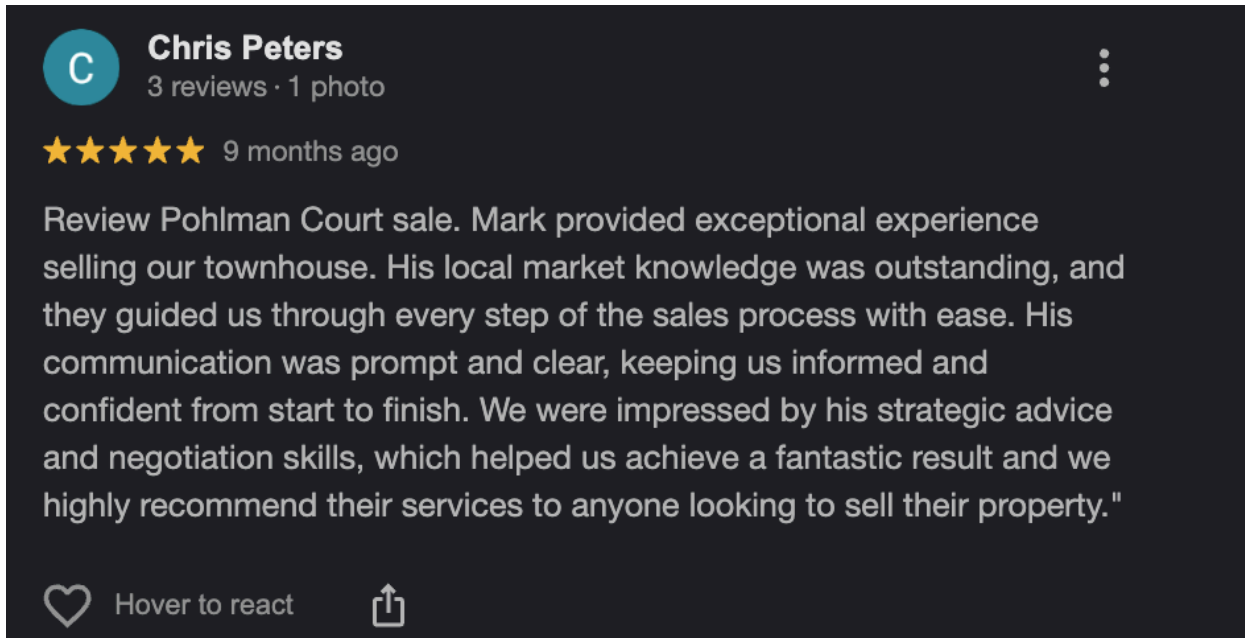 C
Chris Peters
3 reviews · 1 photo
9 months ago
Review Pohlman Court sale. Mark provided exceptional experience
selling our townhouse. His local market knowledge was outstanding, and
they guided us through every step of the sales process with ease. His
communication was prompt and clear, keeping us informed and
confident from start to finish. We were impressed by his strategic advice
and negotiation skills, which helped us achieve a fantastic result and we
highly recommend their services to anyone looking to sell their property."
Hover to react